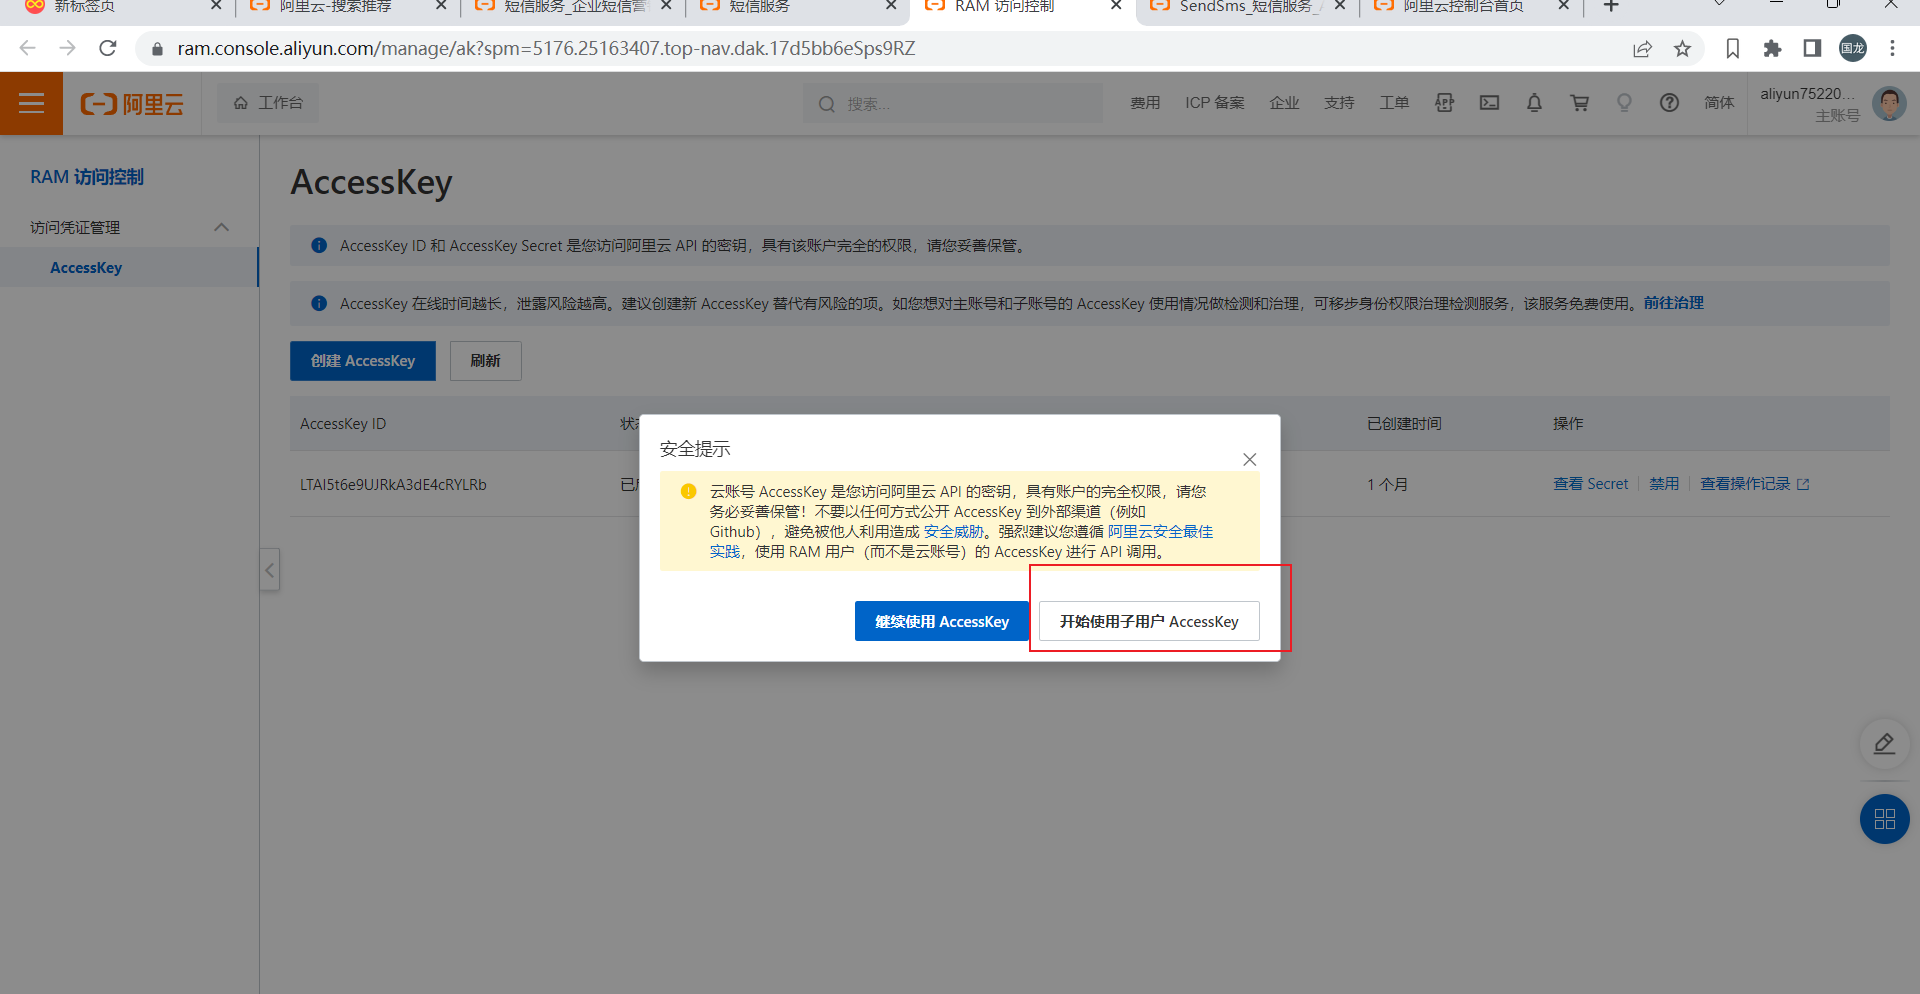 新标签页
阿里云-搜索推荐
短信服务_企业短信营
短信服务
RAM 访问控制
SendSms_短信服务_
阿里云控制台首页
ram.console.aliyun.com/manage/ak?spm=5176.25163407.top-nav.dak.17d5bb6eSps9RZ
国龙
阿里云
工作台
搜索...
费用
ICP 备案
企业
支持
工单
APP
简体
aliyun75220...
主账号
RAM 访问控制
访问凭证管理
AccessKey
AccessKey
AccessKey ID 和 AccessKey Secret 是您访问阿里云 API 的密钥，具有该账户完全的权限，请您妥善保管。
AccessKey 在线时间越长，泄露风险越高。建议创建新 AccessKey 替代有风险的项。如您想对主账号和子账号的 AccessKey 使用情况做检测和治理，可移步身份权限治理检测服务，该服务免费使用。前往治理
创建 AccessKey
刷新
AccessKey ID
已创建时间
操作
LTAI5t6e9UJRkA3dE4cRYLRb
1 个月
查看 Secret
禁用
查看操作记录
安全提示
云账号 AccessKey 是您访问阿里云 API 的密钥，具有账户的完全权限，请您
务必妥善保管！不要以任何方式公开 AccessKey 到外部渠道（例如
Github），避免被他人利用造成 安全威胁。强烈建议您遵循 阿里云安全最佳
实践，使用 RAM 用户（而不是云账号）的 AccessKey 进行 API 调用。
继续使用 AccessKey
开始使用子用户 AccessKey